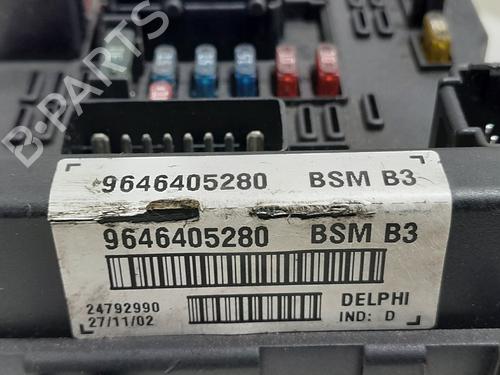 B-PARTS
9646405280 BSM B3
9646405280 BSM B3
24792990 DELPHI
27/11/02 IND: D